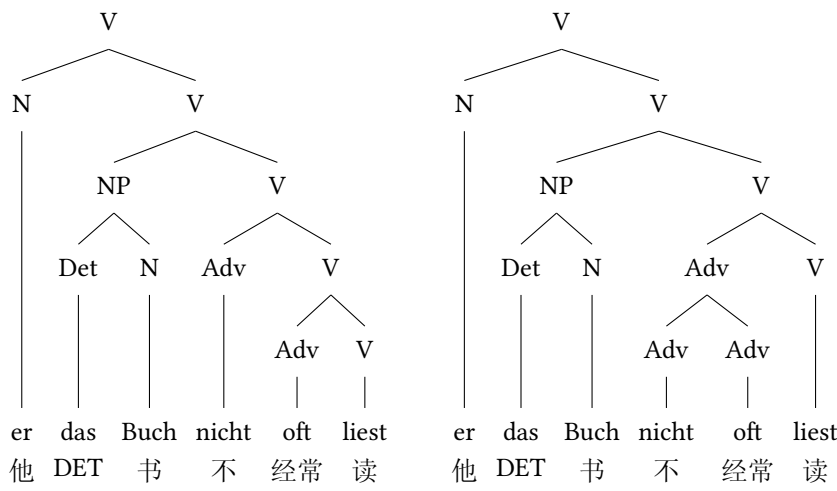 V V
N V N V
NP V NP V
Det N Adv V Det N Adv V
Adv V Adv Adv
er das Buch nicht oft liest er das Buch nicht oft liest
他 DET 书 不 经常 读 他 DET 书 不 经常 读